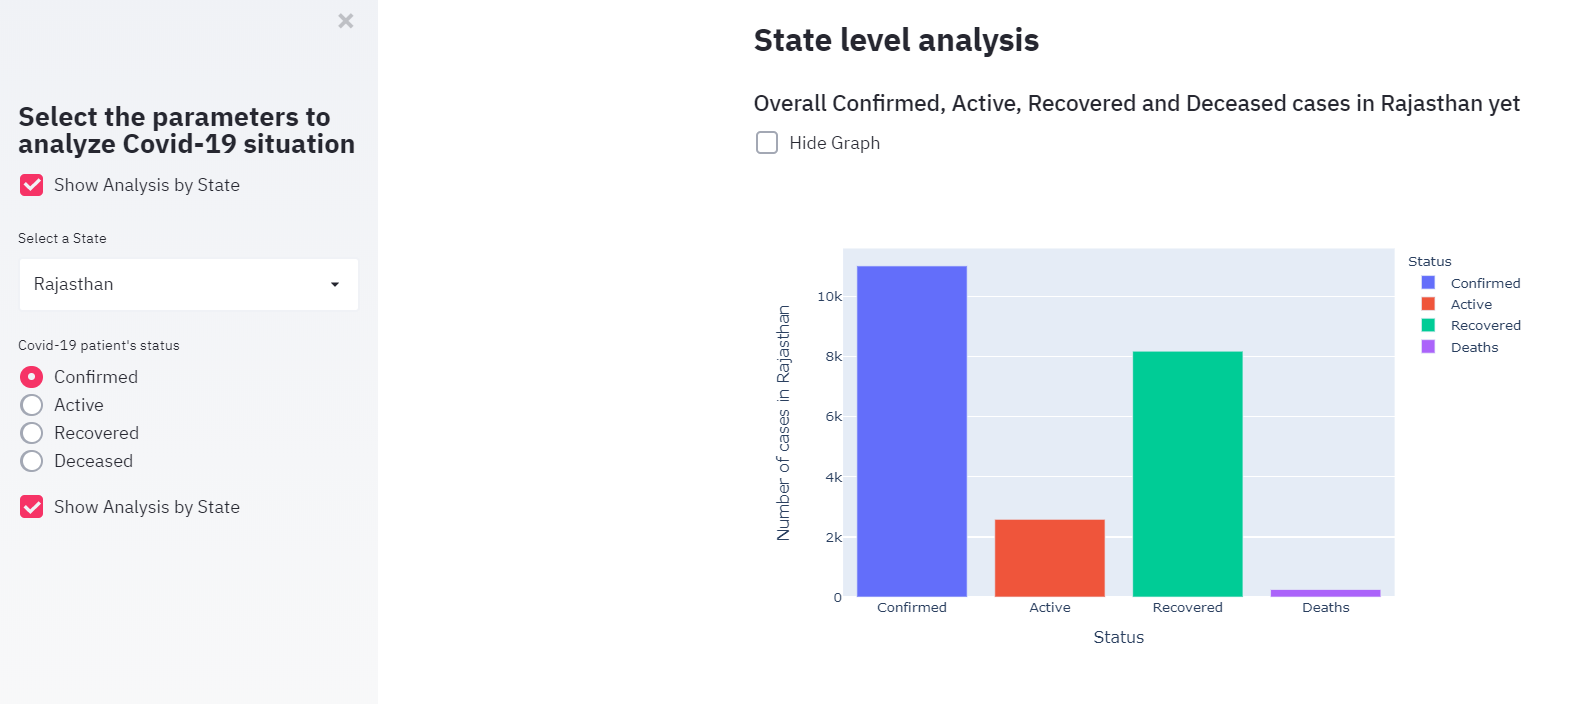 Select the parameters to
analyze Covid-19 situation
Show Analysis by State
Select a State
Rajasthan
Covid-19 patient's status
Confirmed
Active
Recovered
Deceased
Show Analysis by State
State level analysis
Overall Confirmed, Active, Recovered and Deceased cases in Rajasthan yet
Hide Graph
Number of cases in Rajasthan
10k
8k
6k
4k
2k
0
Confirmed
Active
Recovered
Deaths
Status
Status
Confirmed
Active
Recovered
Deaths